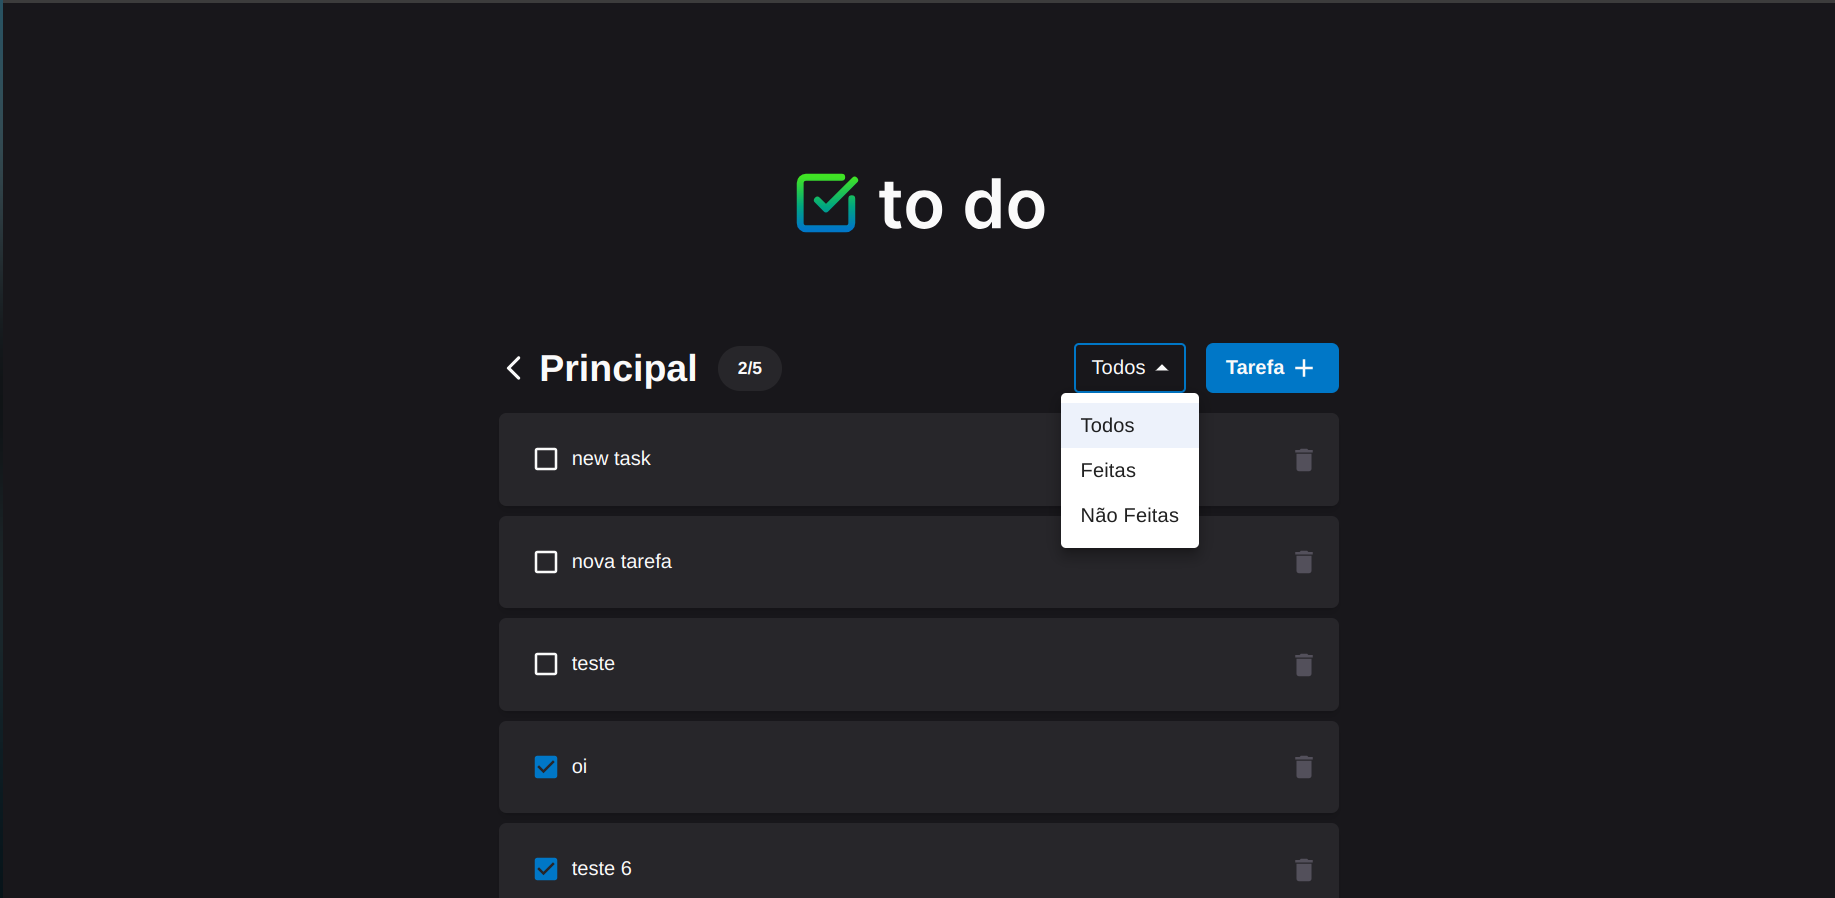 to do
Principal
2/5
Todos
Tarefa
Todos
Feitas
Não Feitas
new task
nova tarefa
teste
oi
teste 6